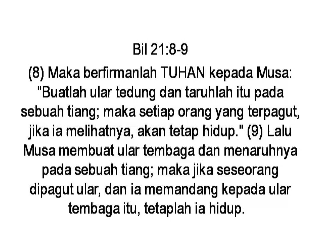 Bil 21:8-9
(8) Maka berfirmanlah TUHAN kepada Musa:
"Buatlah ular tedung dan taruhlah itu pada
sebuah tiang; maka setiap orang yang terpagut,
jika ia melihatnya, akan tetap hidup." (9) Lalu
Musa membuat ular tembaga dan menaruhnya
pada sebuah tiang; maka jika seseorang
dipagut ular, dan ia memandang kepada ular
tembaga itu, tetaplah ia hidup.